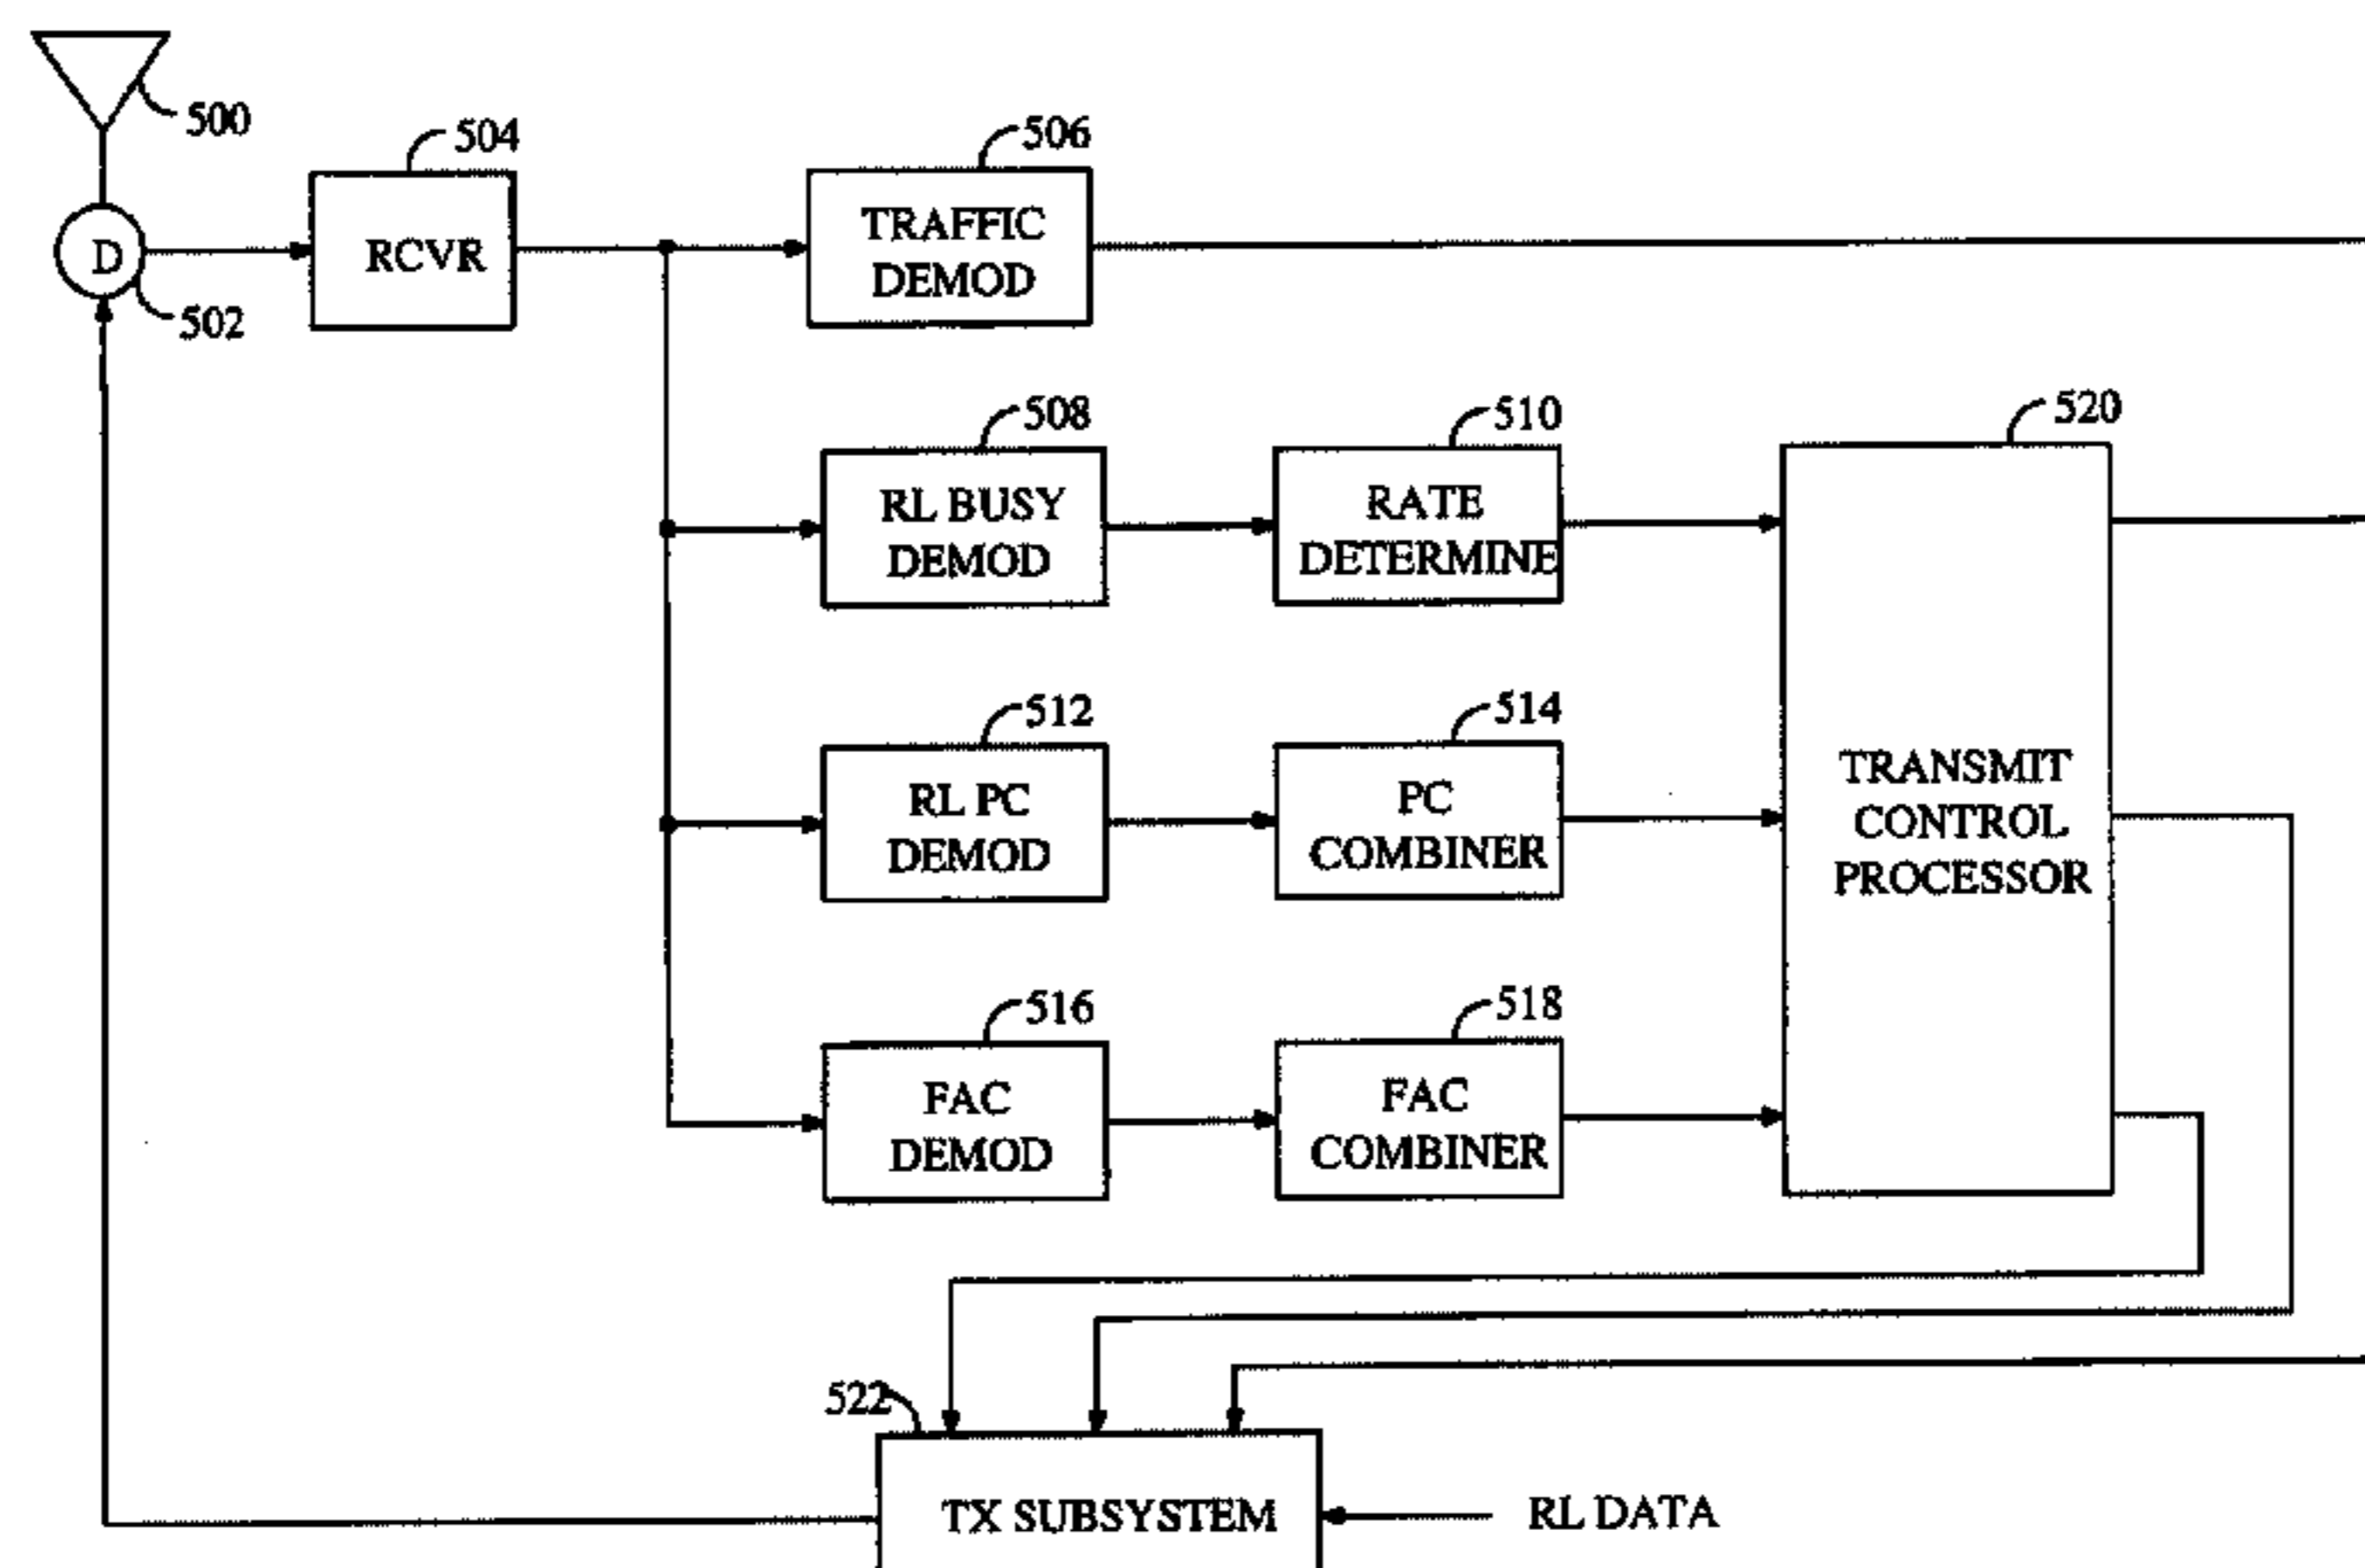 500
504
506
RCVR
TRAFFIC
DEMOD
D
502
508
510
520
RL BUSY
DEMOD
RATE
DETERMINE
512
514
RL PC
DEMOD
PC
COMBINER
TRANSMIT
CONTROL
PROCESSOR
516
518
FAC
DEMOD
FAC
COMBINER
522
TX SUBSYSTEM
RL DATA